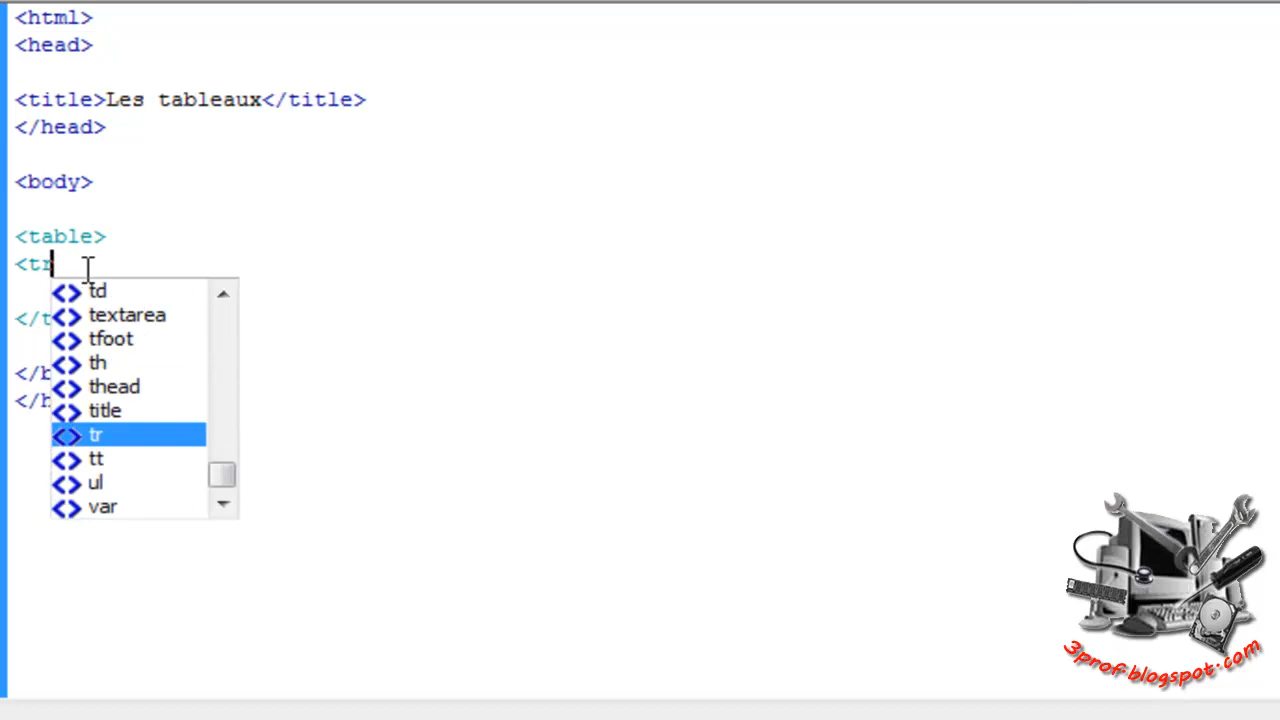 <html>
<head>
<title>Les tableaux</title>
</head>
<body>
<table>
<tr
td
textarea
tfoot
th
thead
title
tr
tt
ul
var
</t
</b
</h
3prof.blogspot.com